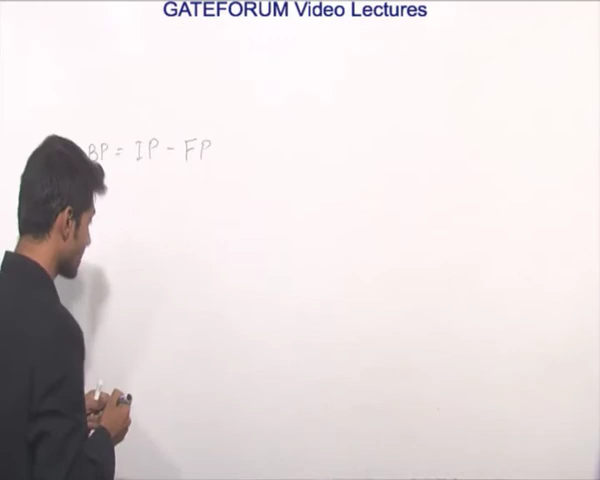 GATEFORUM Video Lectures
BP = IP - FP